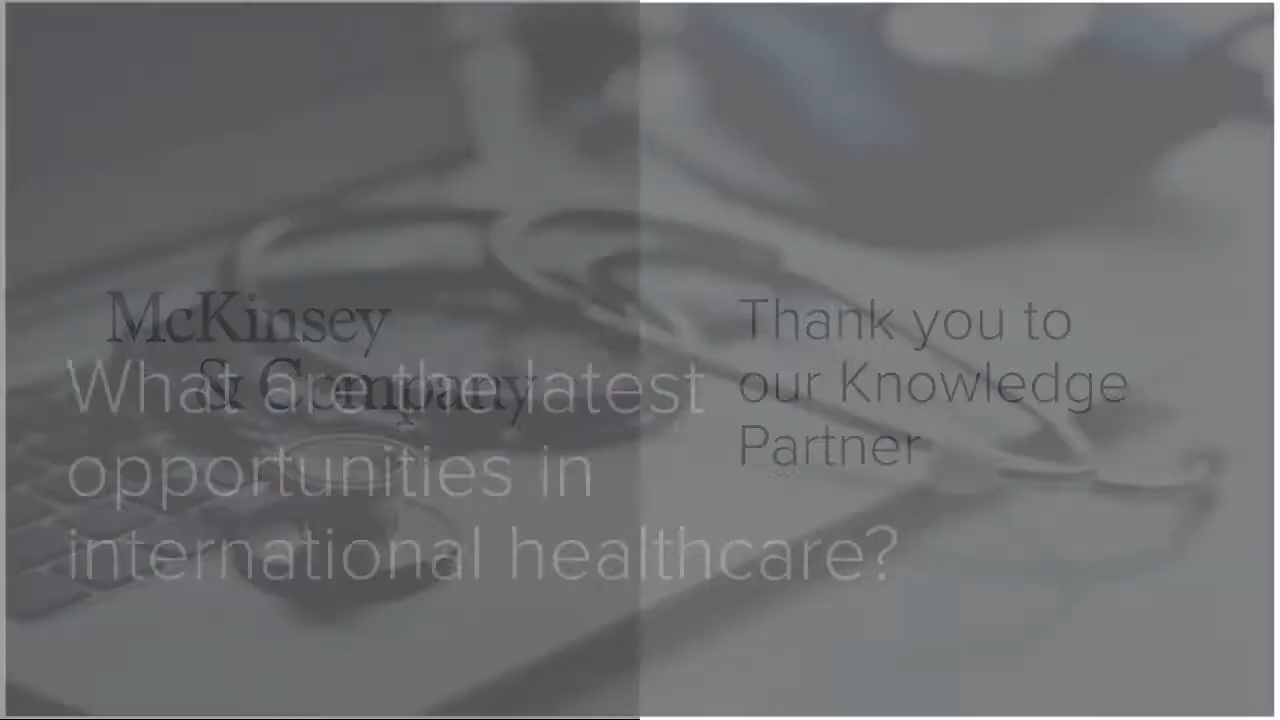 McKinsey
& Company
Thank you to
our Knowledge
Partner
What are the latest
opportunities in
international healthcare?